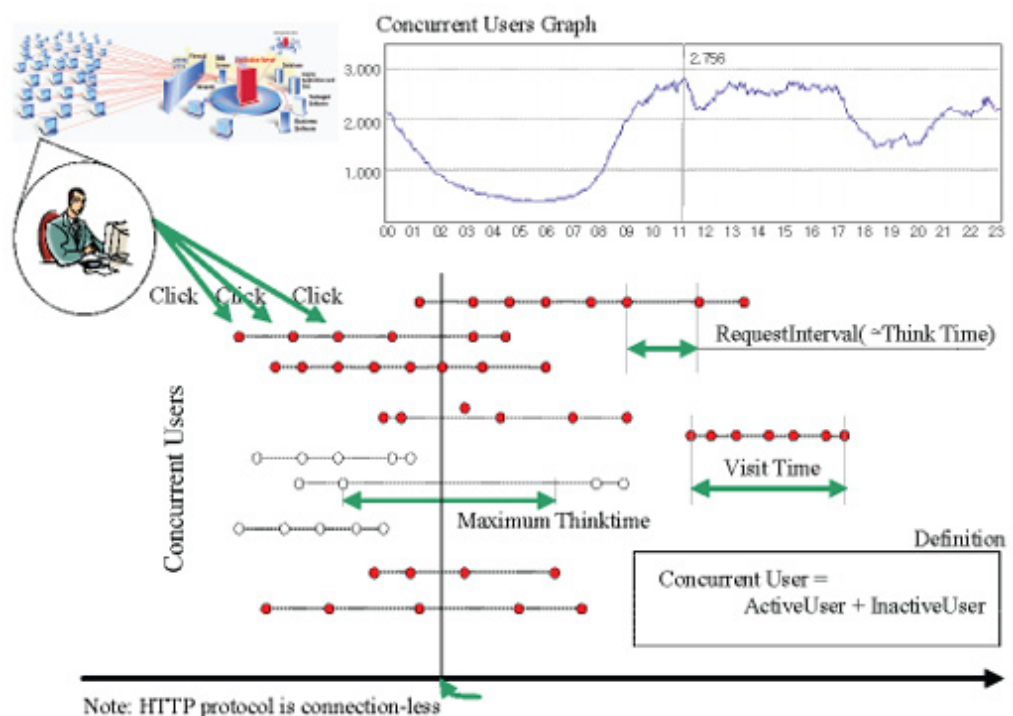 Concurrent Users Graph
2.756
3.000
2.000
1.000
00 01 02 03 04 05 06 07 08 09 10 11 12 13 14 15 16 17 18 19 20 21 22 23
Click Click Click
RequestInterval( ≃Think Time)
Concurrent Users
Visit Time
Maximum Thinktime
Definition
Concurrent User =
ActiveUser + InactiveUser
Note: HTTP protocol is connection-less